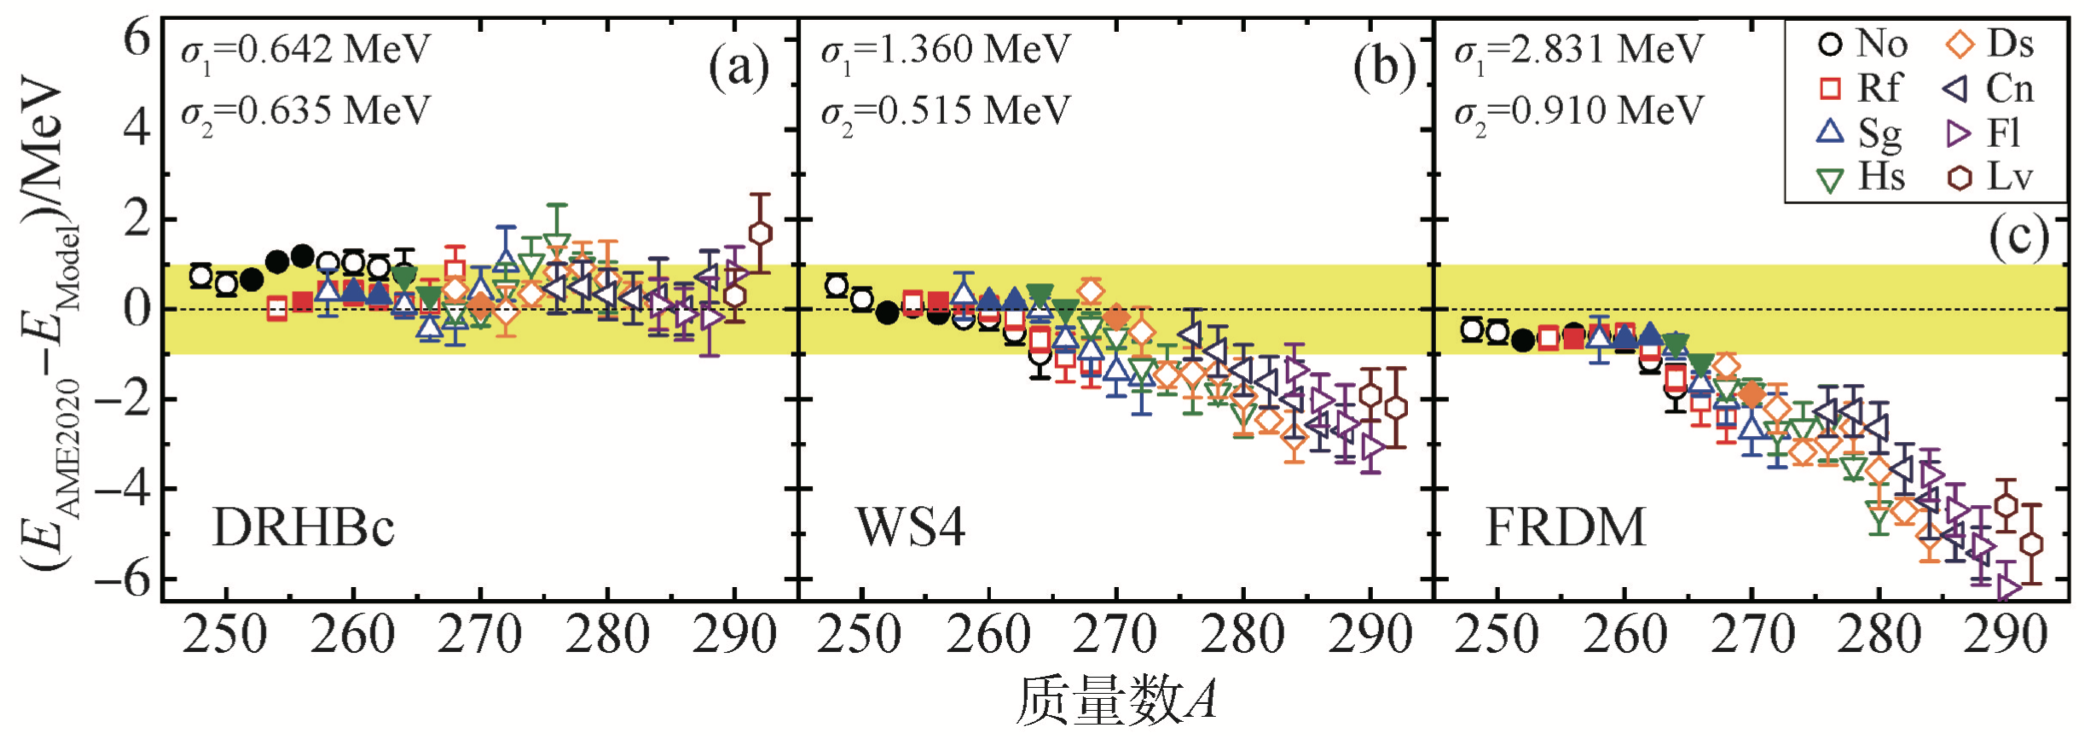 (E_AME2020−E_Model)/MeV
6
4
2
0
−2
−4
−6
σ₁=0.642 MeV
σ₂=0.635 MeV
(a)
DRHBc
σ₁=1.360 MeV
σ₂=0.515 MeV
(b)
WS4
σ₁=2.831 MeV
σ₂=0.910 MeV
No Ds
Rf Cn
Sg Fl
Hs Lv
(c)
FRDM
250 260 270 280 290 250 260 270 280 290 250 260 270 280 290
质量数A